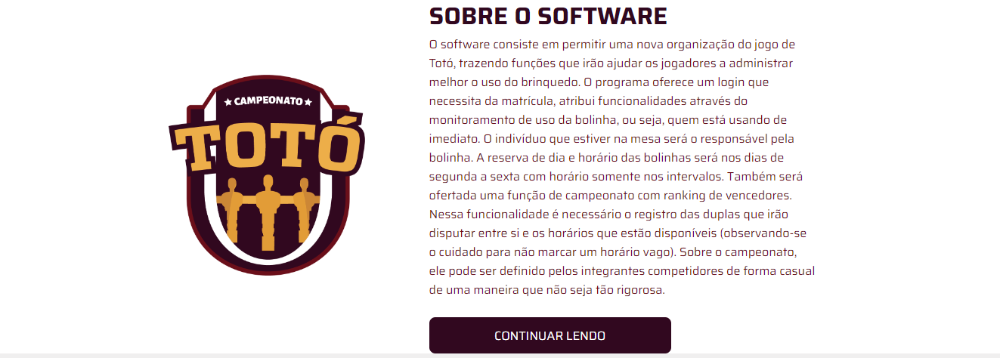 CAMPEONATO
TOTÓ
SOBRE O SOFTWARE
O software consiste em permitir uma nova organização do jogo de
Totó, trazendo funções que irão ajudar os jogadores a administrar
melhor o uso do brinquedo. O programa oferece um login que
necessita da matrícula, atribui funcionalidades através do
monitoramento de uso da bolinha, ou seja, quem está usando de
imediato. O indivíduo que estiver na mesa será o responsável pela
bolinha. A reserva de dia e horário das bolinhas será nos dias de
segunda a sexta com horário somente nos intervalos. Também será
ofertada uma função de campeonato com ranking de vencedores.
Nessa funcionalidade é necessário o registro das duplas que irão
disputar entre si e os horários que estão disponíveis (observando-se
o cuidado para não marcar um horário vago). Sobre o campeonato,
ele pode ser definido pelos integrantes competidores de forma casual
de uma maneira que não seja tão rigorosa.
CONTINUAR LENDO